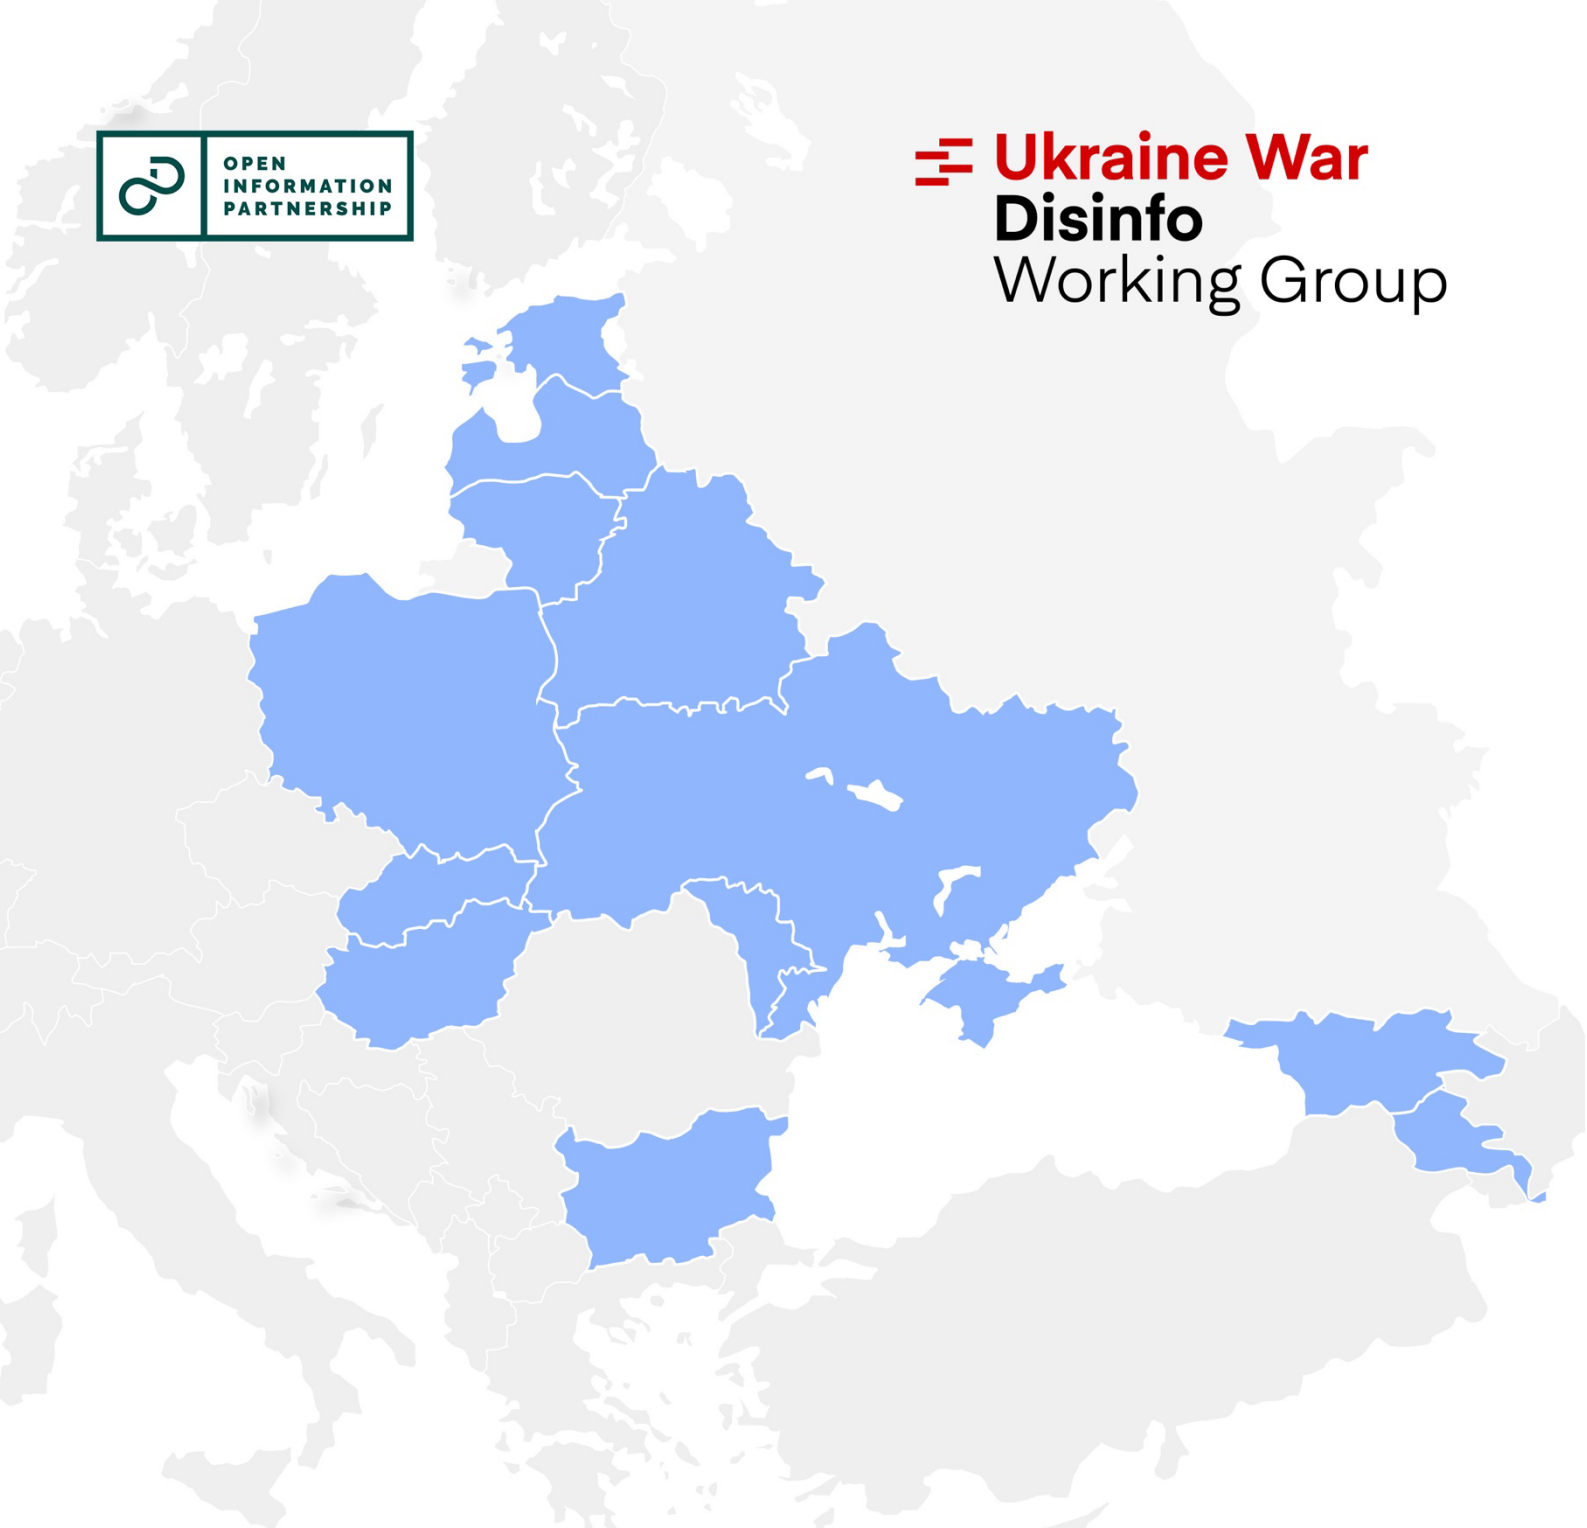 OPEN
INFORMATION
PARTNERSHIP
Ukraine War
Disinfo
Working Group